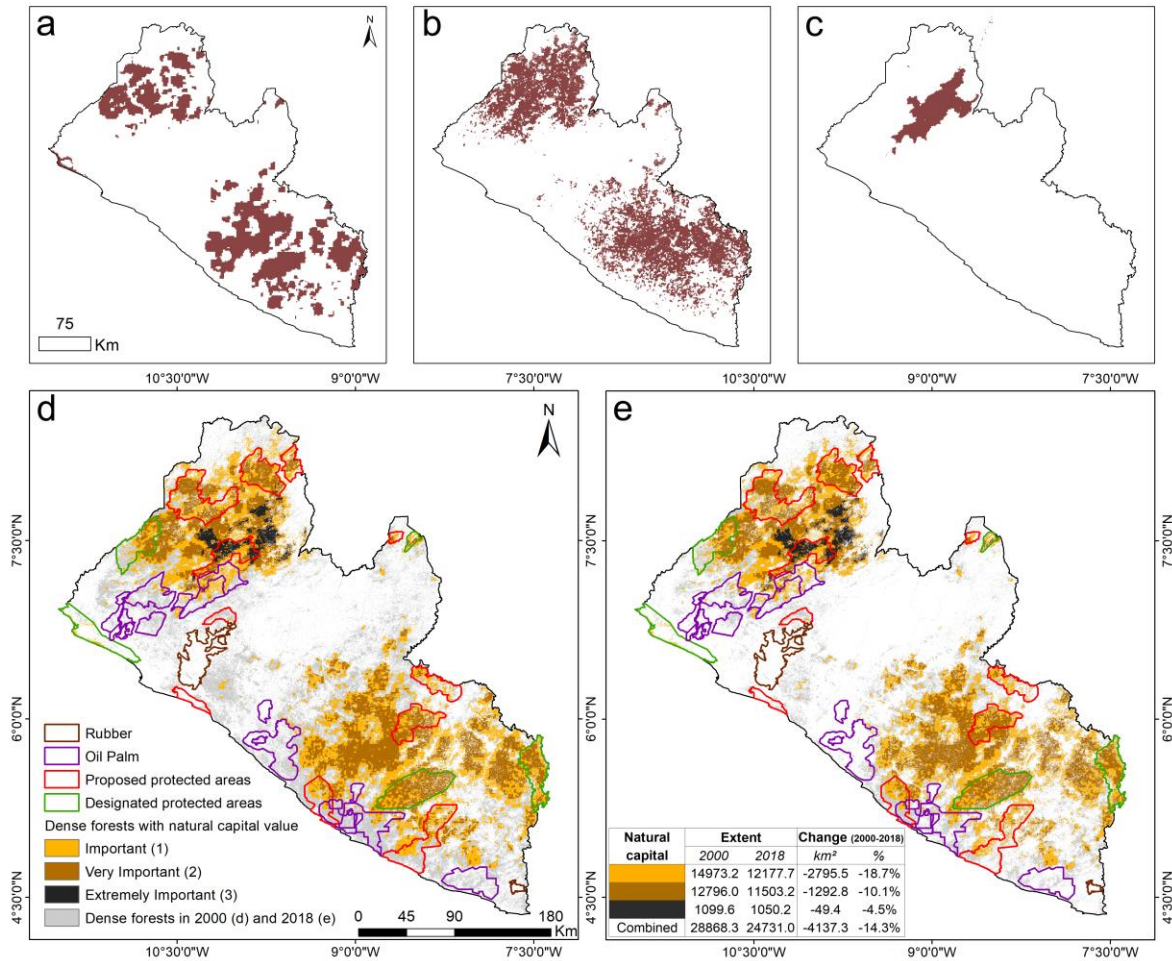 a
N
b
c
75
Km
10°30'0"W
9°0'0"W
7°30'0"W
9°0'0"W
7°30'0"W
d
N
e
7°30'0"N
6°0'0"N
4°30'0"N
7°30'0"N
6°0'0"N
4°30'0"N
Rubber
Oil Palm
Proposed protected areas
Designated protected areas
Dense forests with natural capital value
Important (1)
Very Important (2)
Extremely Important (3)
Dense forests in 2000 (d) and 2018 (e)
0 45 90 180
Km
Natural capital Extent Change (2000-2018)
2000 2018 km² %
14973.2 12177.7 -2795.5 -18.7%
12796.0 11503.2 -1292.8 -10.1%
1099.6 1050.2 -49.4 -4.5%
Combined 28868.3 24731.0 -4137.3 -14.3%
10°30'0"W
9°0'0"W
7°30'0"W
10°30'0"W
9°0'0"W
7°30'0"W